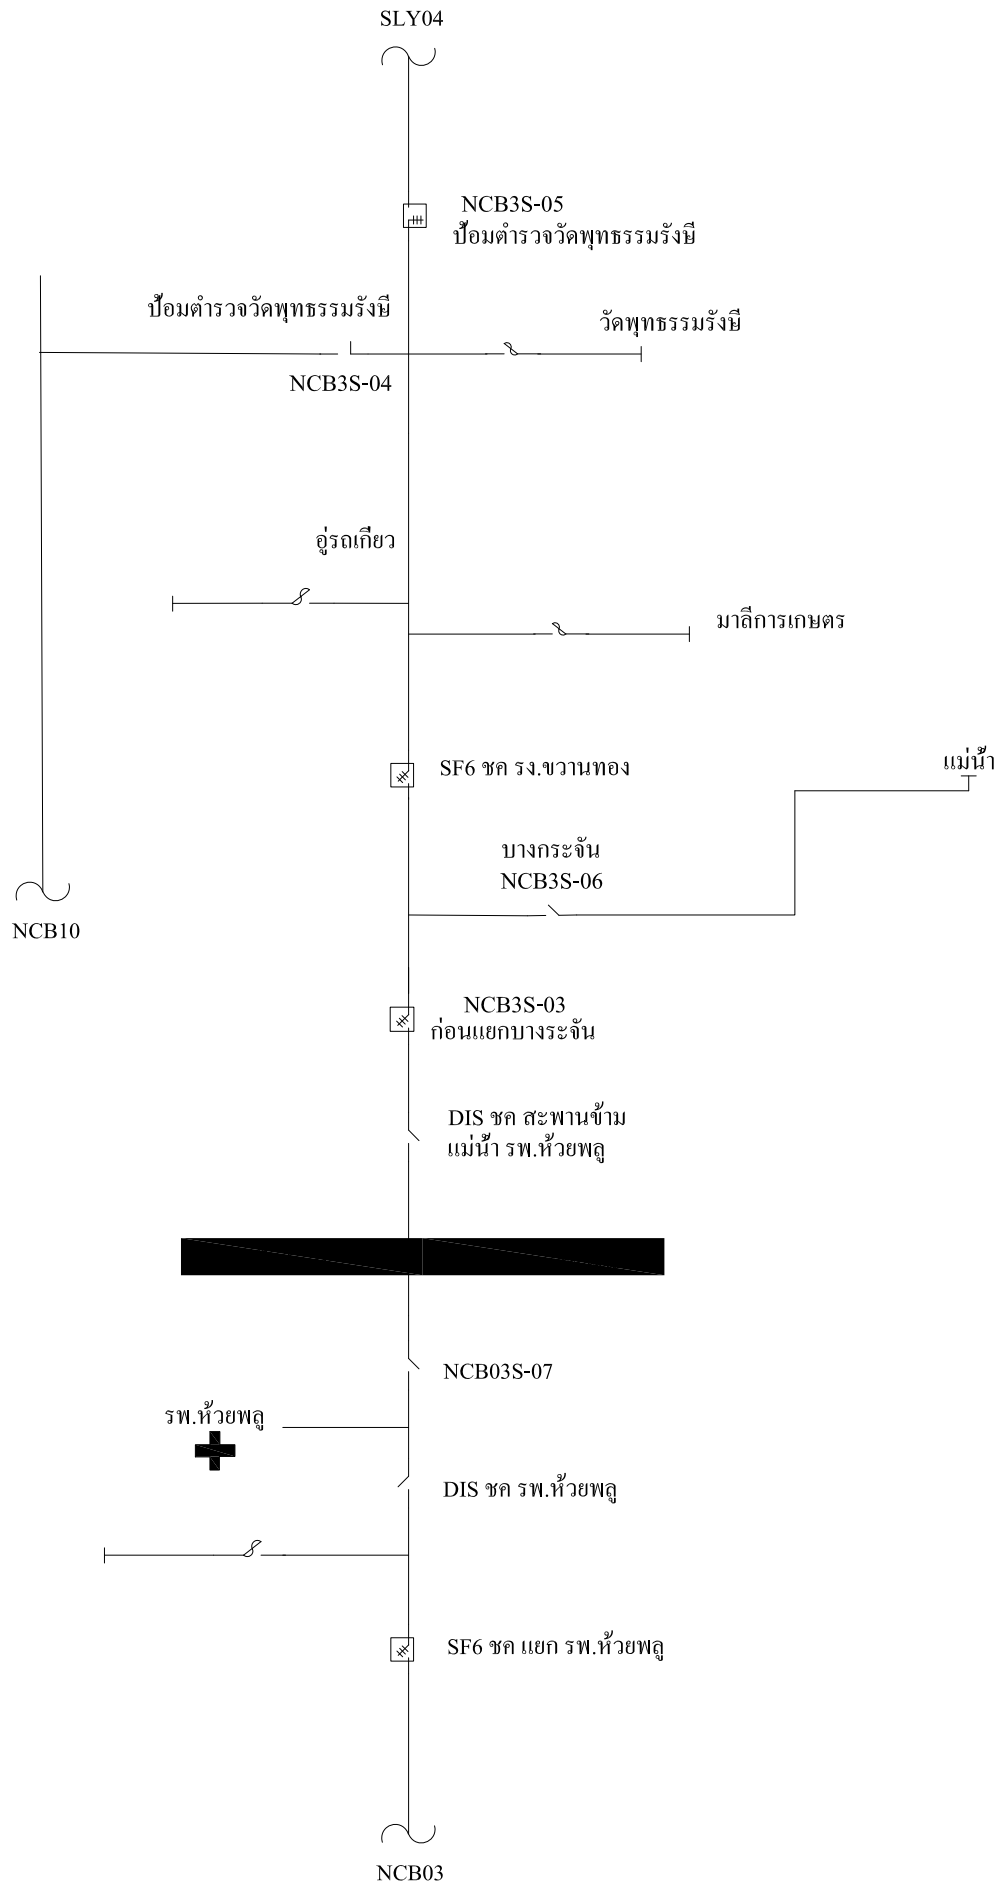 SLY04
NCB3S-05
ป้อมตำรวจวัดพุทธรรมรังษี
ป้อมตำรวจวัดพุทธรรมรังษี
วัดพุทธรรมรังษี
NCB3S-04
อู่รถเกี่ยว
มาลีการเกษตร
SF6 ชค รง.ขวานทอง
แม่น้ำ
บางกระจัน
NCB3S-06
NCB10
NCB3S-03
ก่อนแยกบางระจัน
DIS ชค สะพานข้าม
แม่น้ำ รพ.ห้วยพลู
NCB03S-07
รพ.ห้วยพลู
DIS ชค รพ.ห้วยพลู
SF6 ชค แยก รพ.ห้วยพลู
NCB03